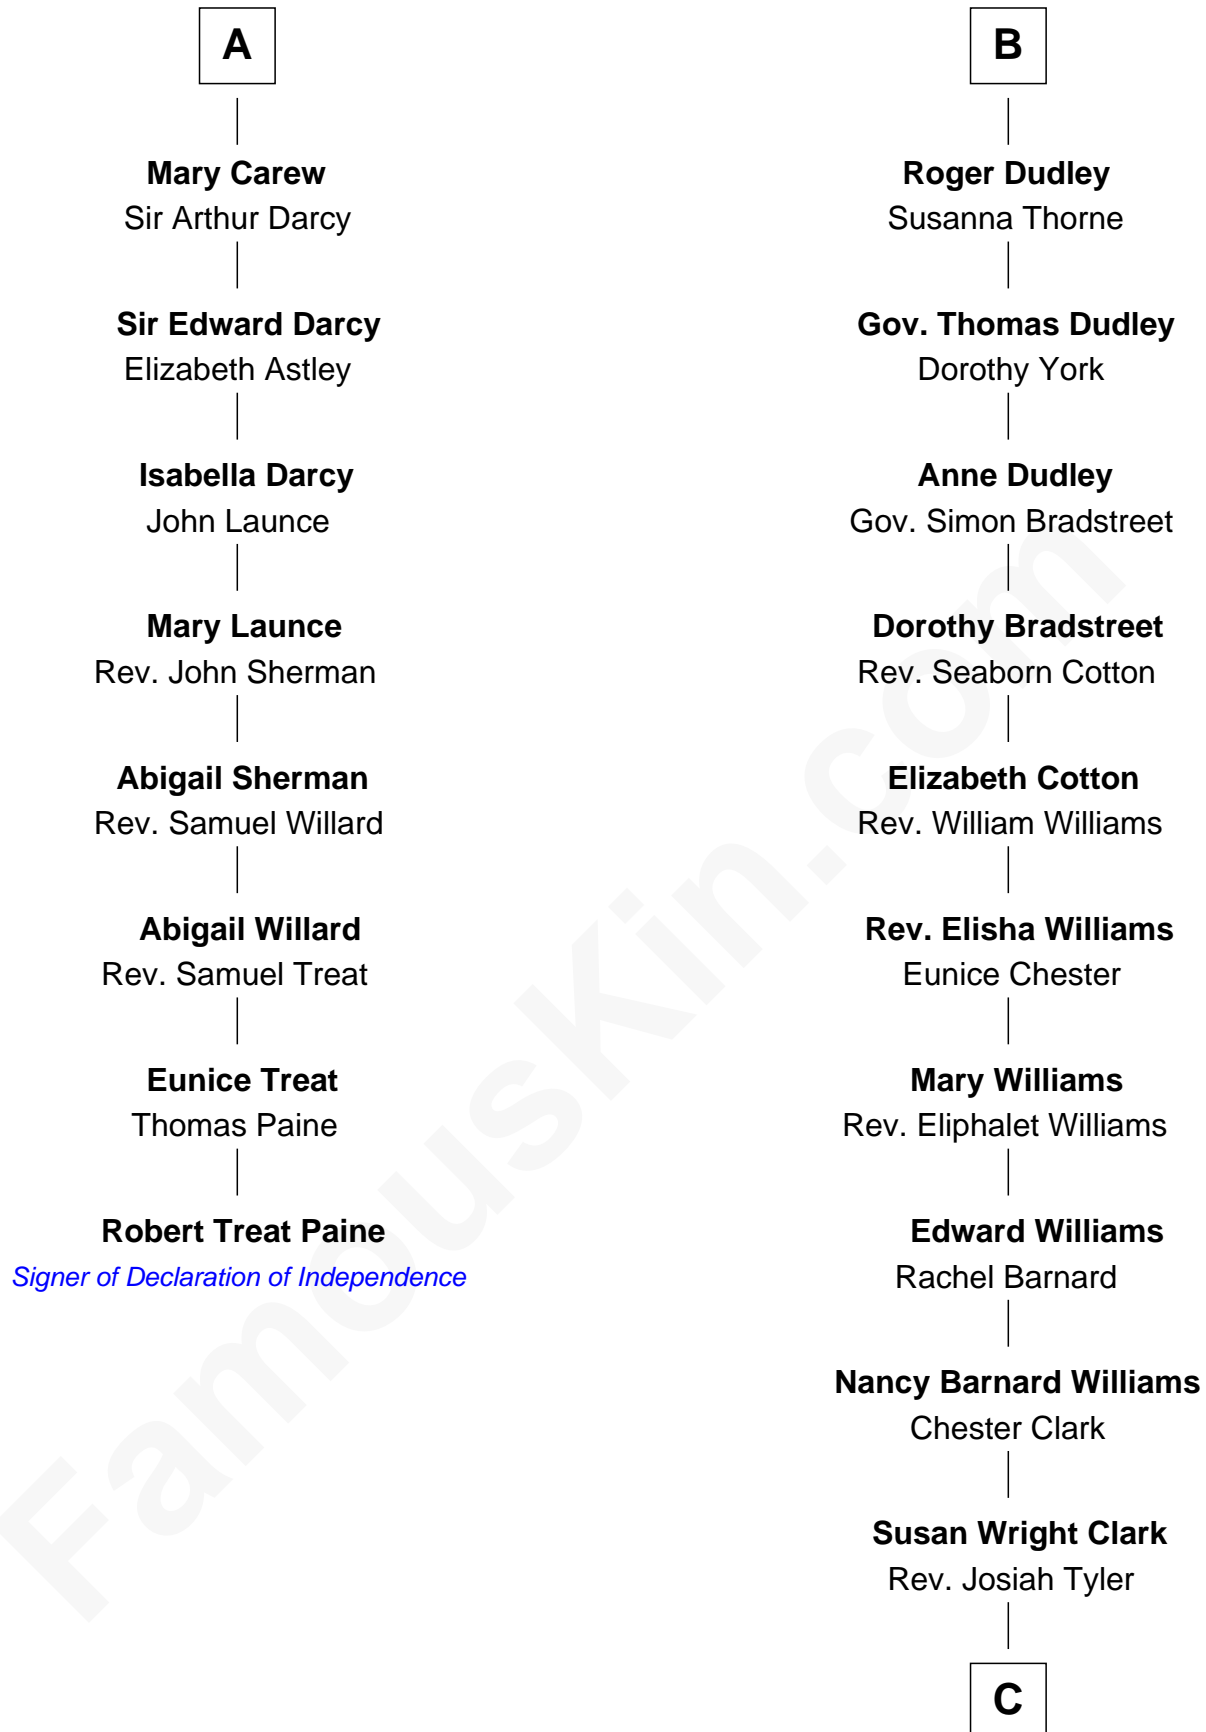 A
Mary Carew
Sir Arthur Darcy
Sir Edward Darcy
Elizabeth Astley
Isabella Darcy
John Launce
Mary Launce
Rev. John Sherman
Abigail Sherman
Rev. Samuel Willard
Abigail Willard
Rev. Samuel Treat
Eunice Treat
Thomas Paine
Robert Treat Paine
Signer of Declaration of Independence
B
Roger Dudley
Susanna Thorne
Gov. Thomas Dudley
Dorothy York
Anne Dudley
Gov. Simon Bradstreet
Dorothy Bradstreet
Rev. Seaborn Cotton
Elizabeth Cotton
Rev. William Williams
Rev. Elisha Williams
Eunice Chester
Mary Williams
Rev. Eliphalet Williams
Edward Williams
Rachel Barnard
Nancy Barnard Williams
Chester Clark
Susan Wright Clark
Rev. Josiah Tyler
C
FamousKin.com